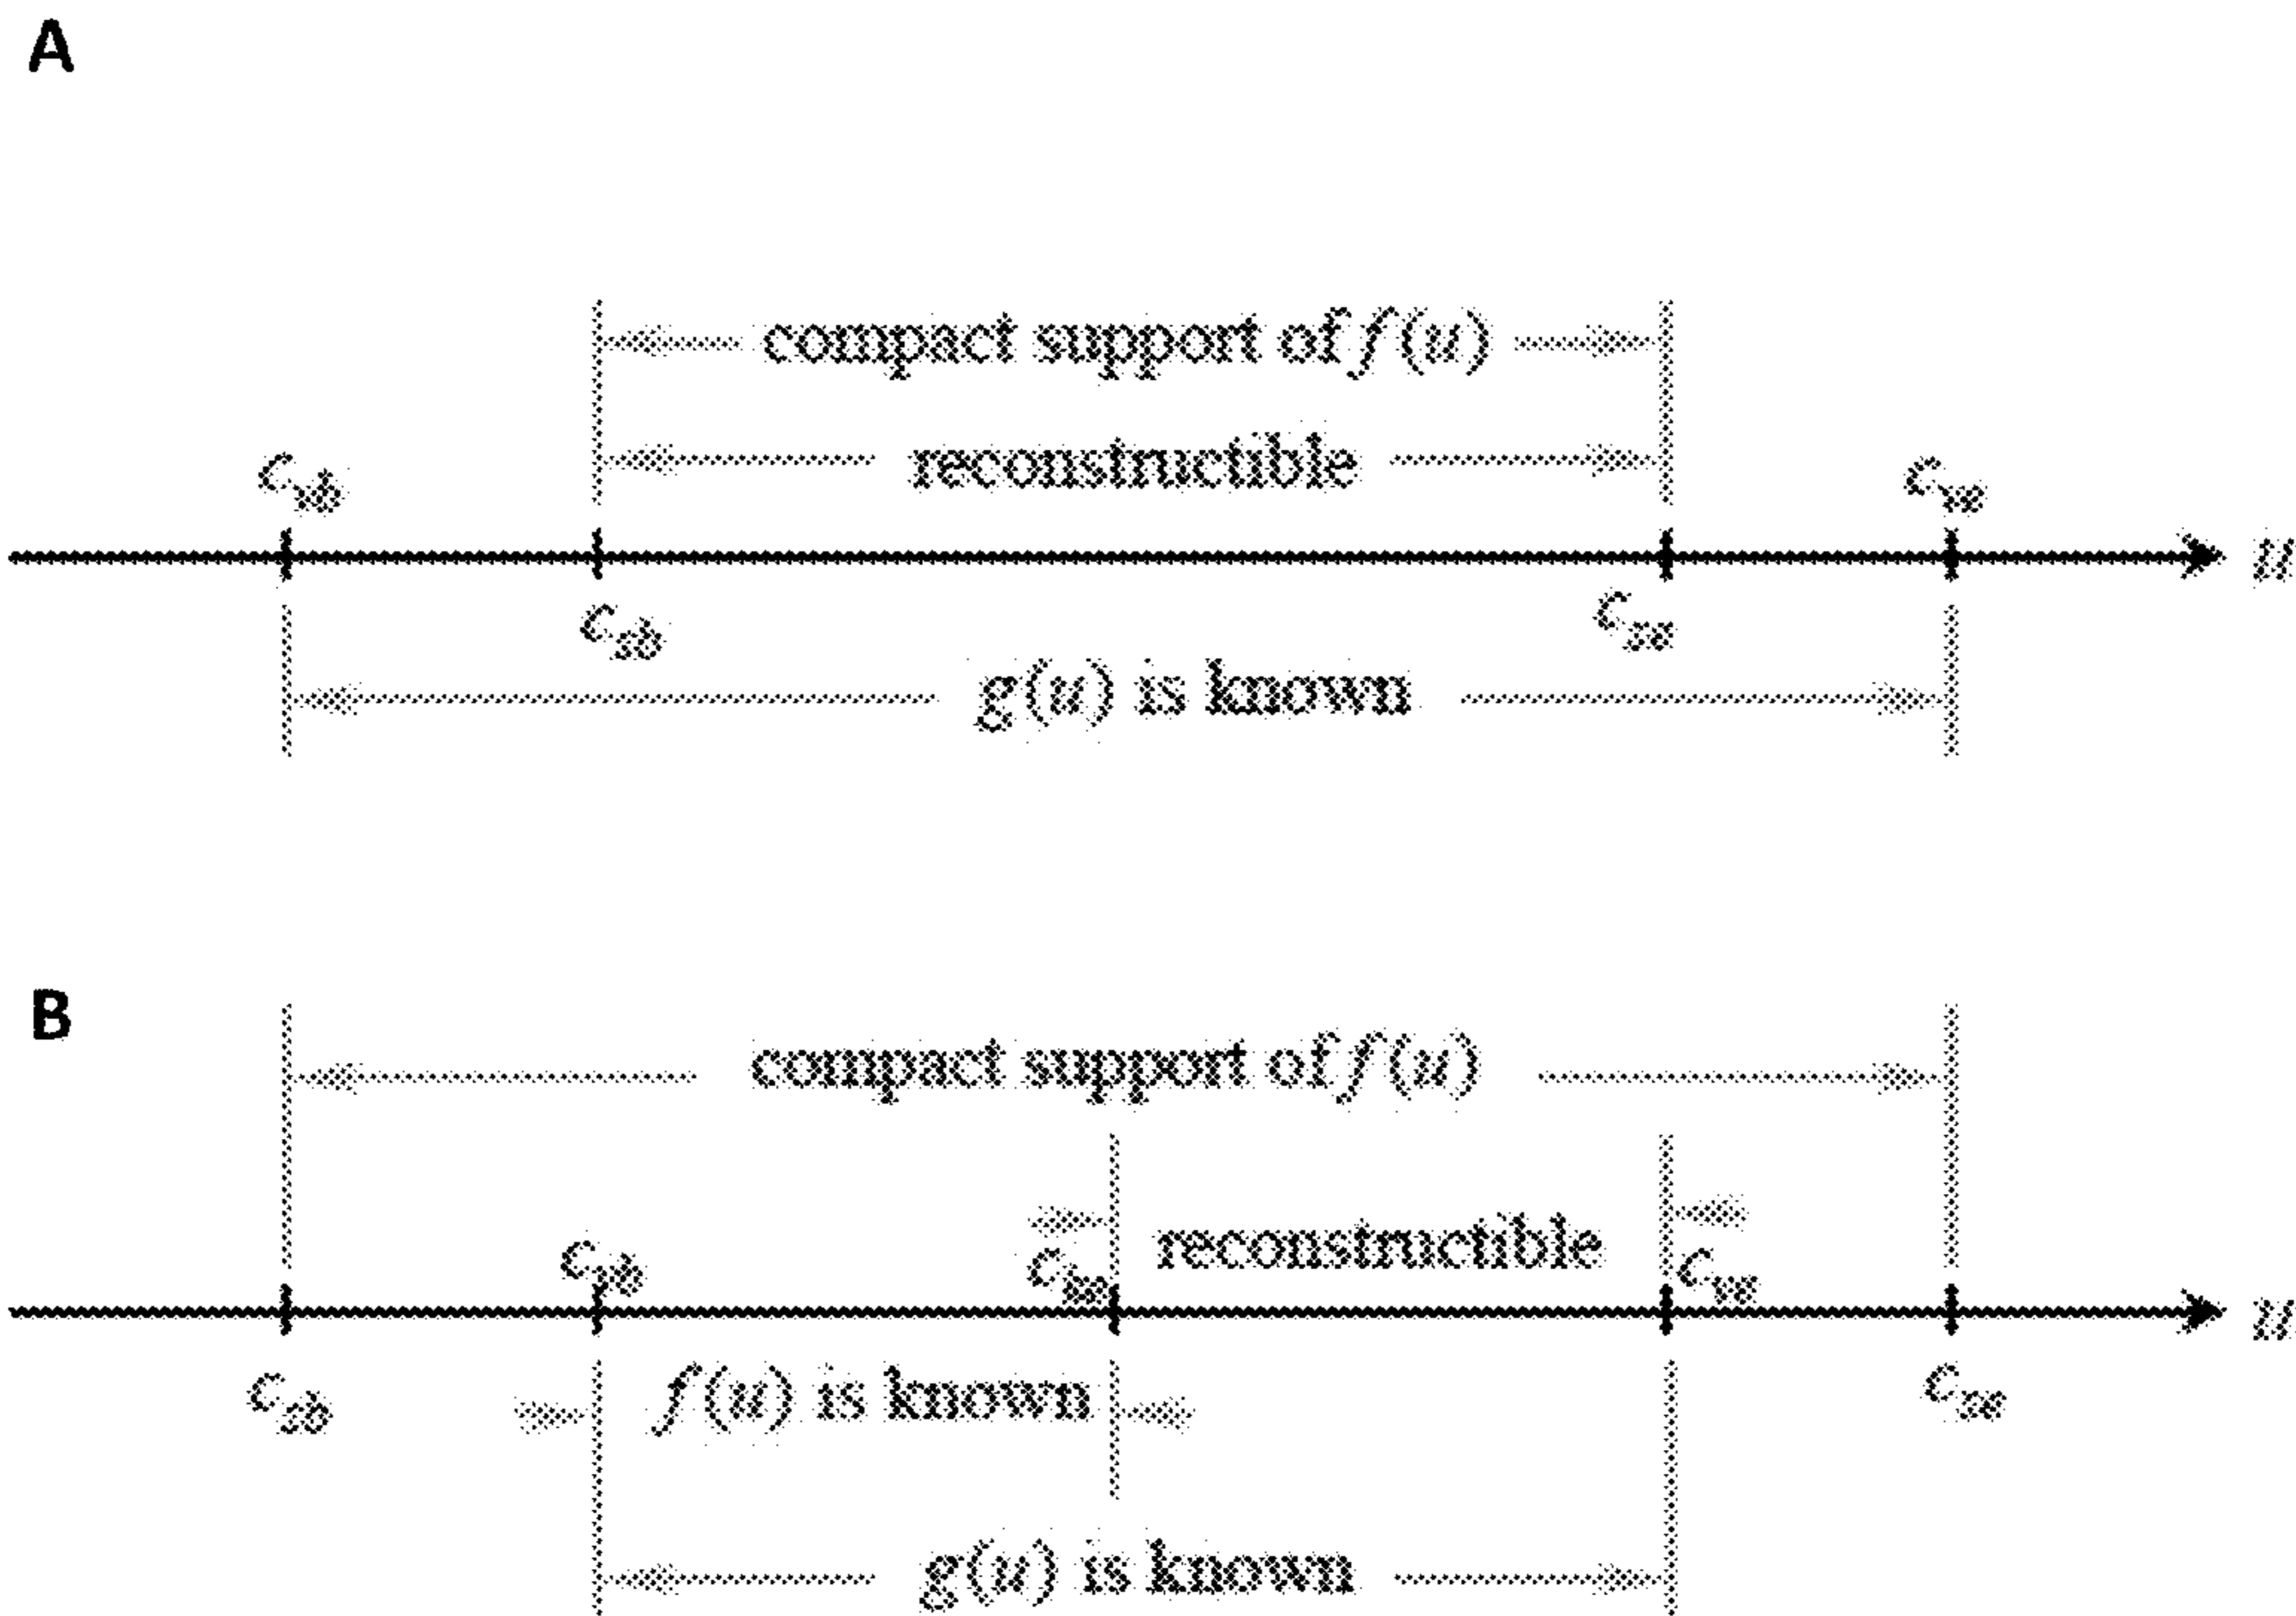 A
compact support of f(u)
reconstructible
u
g(u) is known
B
compact support of f(u)
reconstructible
u
f(u) is known
g(u) is known